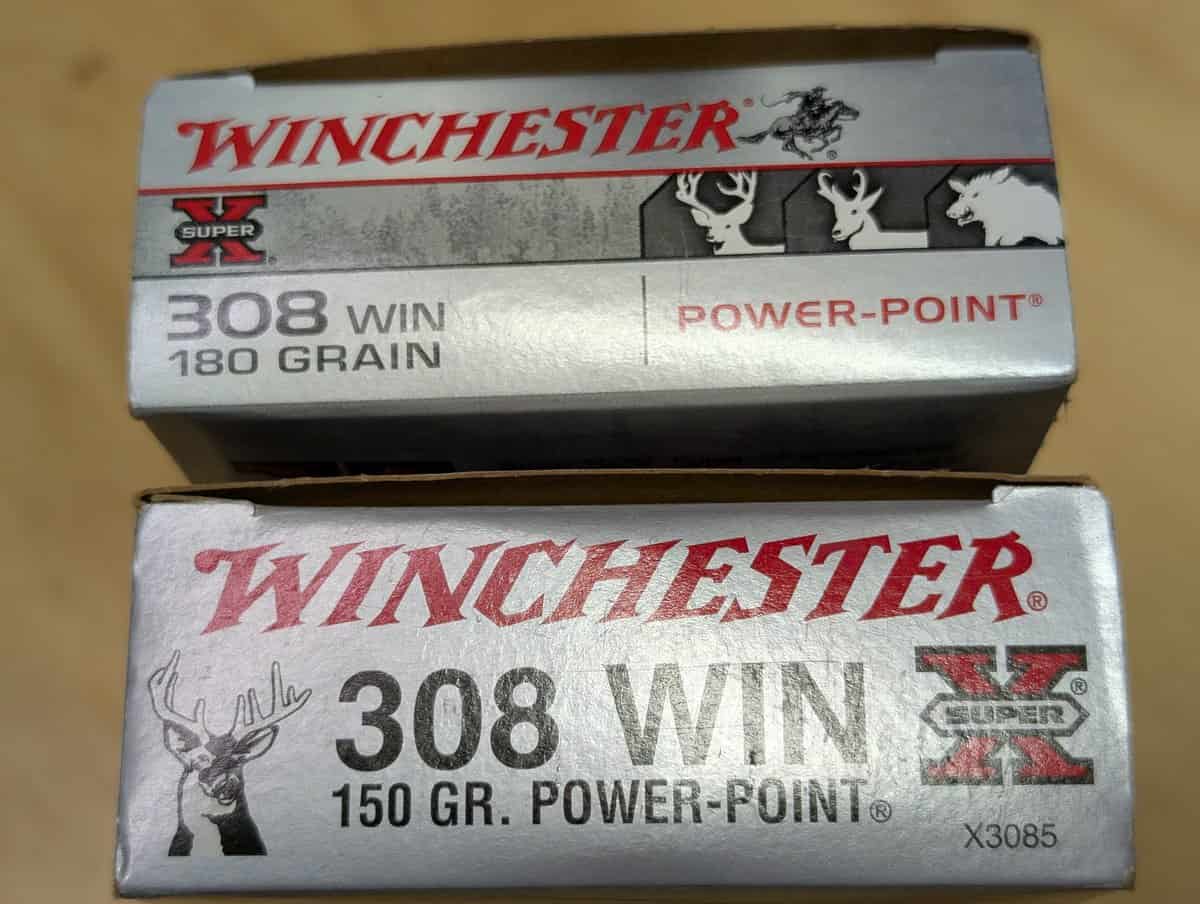 WINCHESTER®
X SUPER®
308 WIN
180 GRAIN
POWER-POINT®
WINCHESTER®
308 WIN
150 GR. POWER-POINT®
X SUPER®
X3085